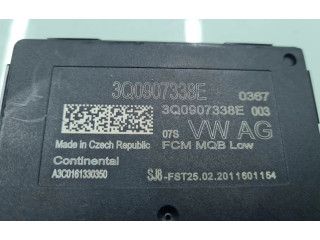 3Q0907338E 0367
3Q0907338E 003
07S VW AG
Made in Czech Republic FCM MQB Low
Continental
A3C0161330350 SJ8-FST25.02.2011601154